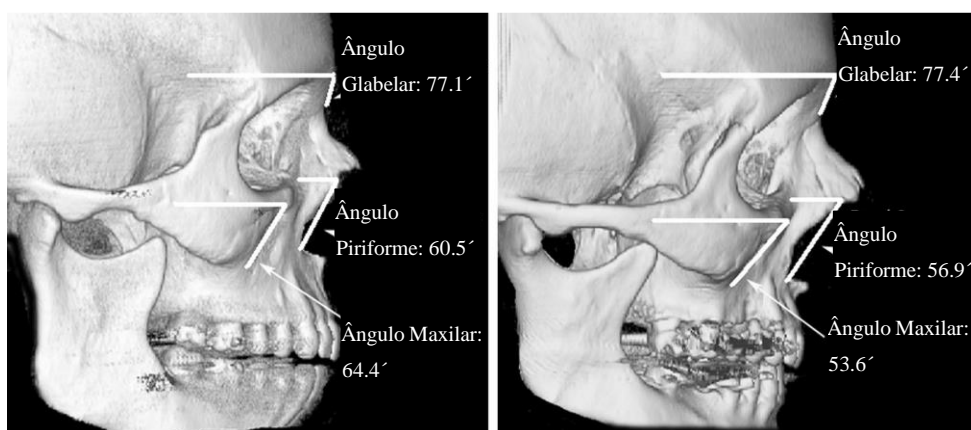 Ângulo
Glabelar: 77.1´
Ângulo
Piriforme: 60.5´
Ângulo Maxilar:
64.4´
Ângulo
Glabelar: 77.4´
Ângulo
Piriforme: 56.9´
Ângulo Maxilar:
53.6´